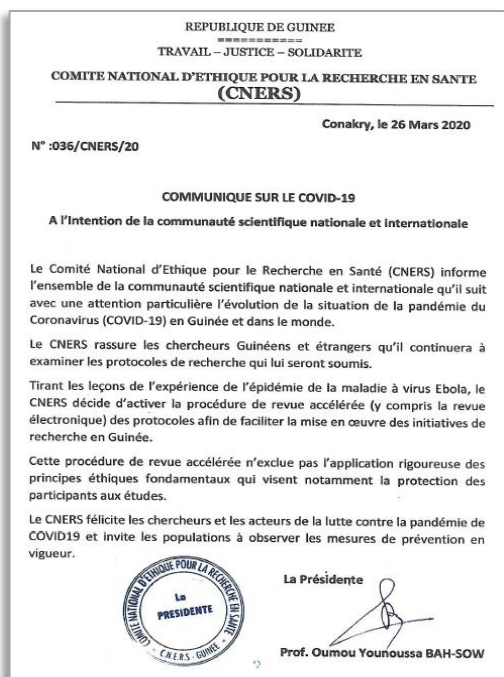 REPUBLIQUE DE GUINEE
==========
TRAVAIL – JUSTICE – SOLIDARITE
COMITE NATIONAL D'ETHIQUE POUR LA RECHERCHE EN SANTE
(CNERS)
Conakry, le 26 Mars 2020
N° :036/CNERS/20
COMMUNIQUE SUR LE COVID-19
A l'Intention de la communauté scientifique nationale et internationale
Le Comité National d'Ethique pour le Recherche en Santé (CNERS) informe
l'ensemble de la communauté scientifique nationale et internationale qu'il suit
avec une attention particulière l'évolution de la situation de la pandémie du
Coronavirus (COVID-19) en Guinée et dans le monde.
Le CNERS rassure les chercheurs Guinéens et étrangers qu'il continuera à
examiner les protocoles de recherche qui lui seront soumis.
Tirant les leçons de l'expérience de l'épidémie de la maladie à virus Ebola, le
CNERS décide d'activer la procédure de revue accélérée (y compris la revue
électronique) des protocoles afin de faciliter la mise en œuvre des initiatives de
recherche en Guinée.
Cette procédure de revue accélérée n'exclue pas l'application rigoureuse des
principes éthiques fondamentaux qui visent notamment la protection des
participants aux études.
Le CNERS félicite les chercheurs et les acteurs de la lutte contre la pandémie de
COVID19 et invite les populations à observer les mesures de prévention en
vigueur.
COMITE NATIONAL D'ETHIQUE POUR LA RECHERCHE EN SANTE
La
PRESIDENTE
C.N.E.R.S - GUINEE
La Présidente
Prof. Oumou Younoussa BAH-SOW